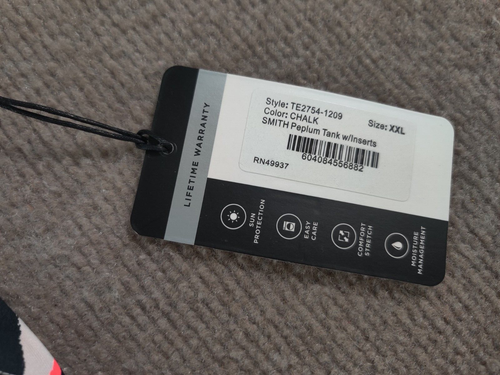 LIFETIME WARRANTY
Style: TE2754-1209
Color: CHALK
Size: XXL
SMITH Peplum Tank w/Inserts
604084556882
RN49937
SUN
PROTECTION
EASY
CARE
COMFORT
STRETCH
MOISTURE
MANAGEMENT